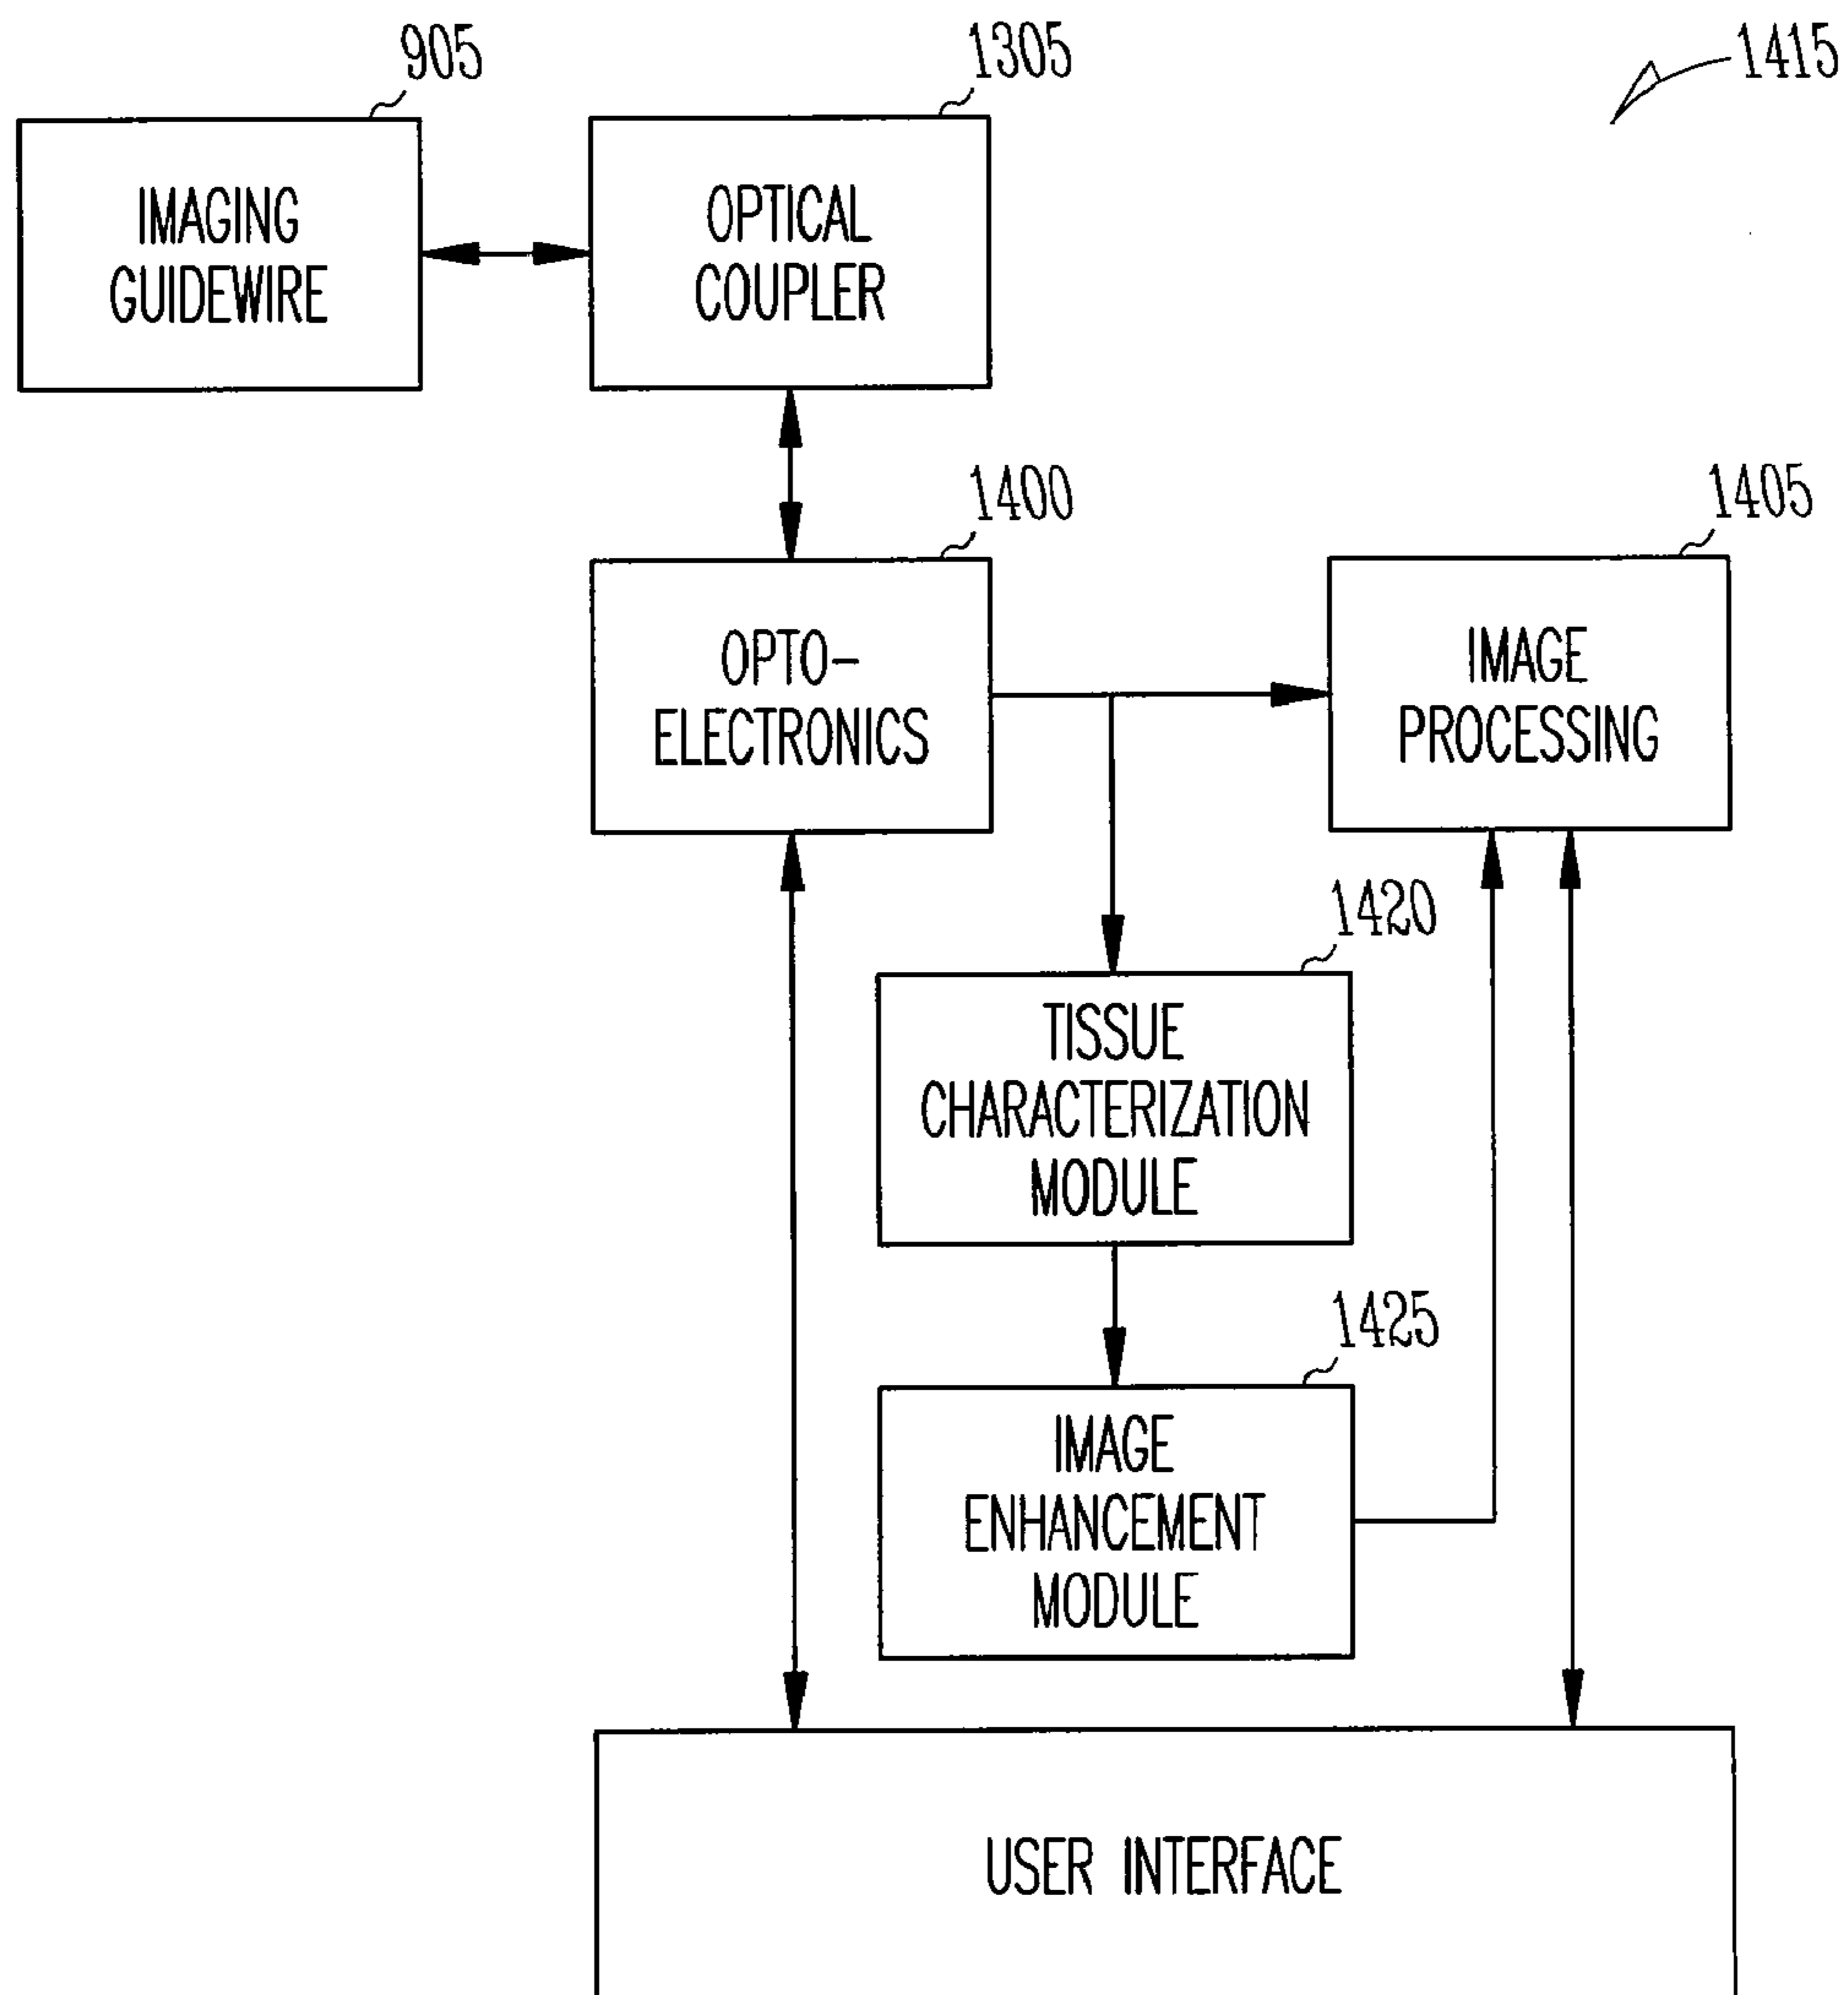 905
1305
1415
IMAGING
GUIDEWIRE
OPTICAL
COUPLER
1400
1405
OPTO-
ELECTRONICS
IMAGE
PROCESSING
1420
TISSUE
CHARACTERIZATION
MODULE
1425
IMAGE
ENHANCEMENT
MODULE
USER INTERFACE